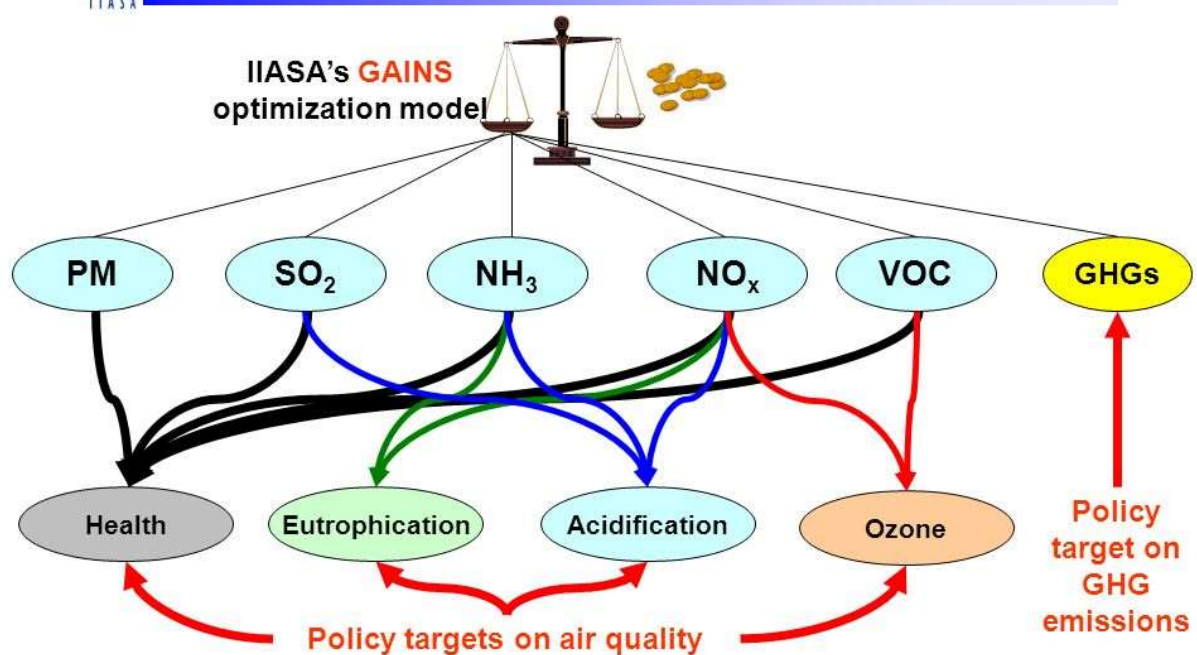 IIASA
IIASA's GAINS
optimization model
PM
SO₂
NH₃
NOₓ
VOC
GHGs
Health
Eutrophication
Acidification
Ozone
Policy
target on
GHG
emissions
Policy targets on air quality